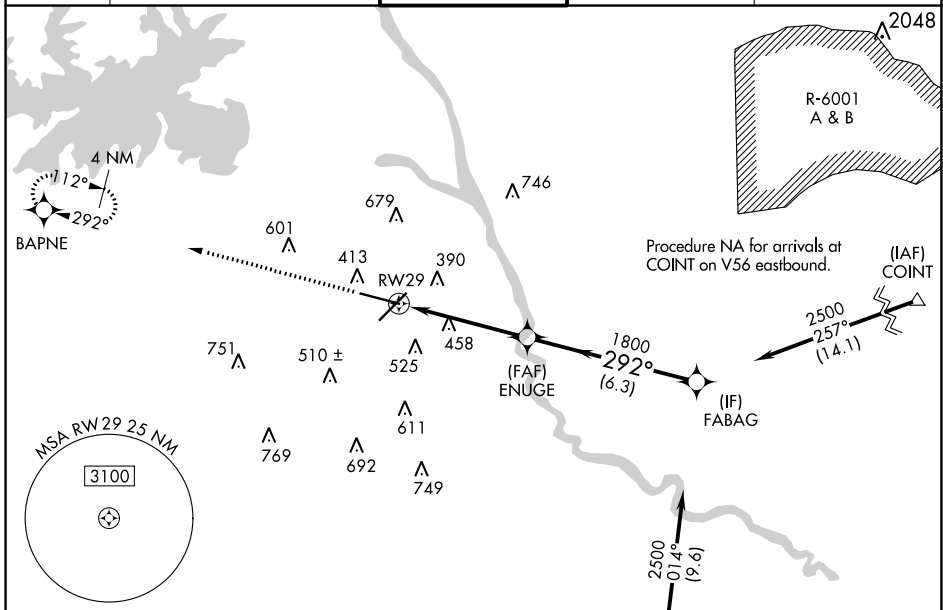 2048
R-6001
A & B
4 NM
112°
292°
BAPNE
746
679
601
413
390
RW29
Procedure NA for arrivals at
COINT on V56 eastbound.
(IAF)
COINT
2500
257°
(14.1)
458
525
510 ±
751
(FAF)
ENUGE
1800
292°
(6.3)
(IF)
FABAG
611
769
692
749
MSA RW 29 25 NM
3100
2500
014°
(9.6)